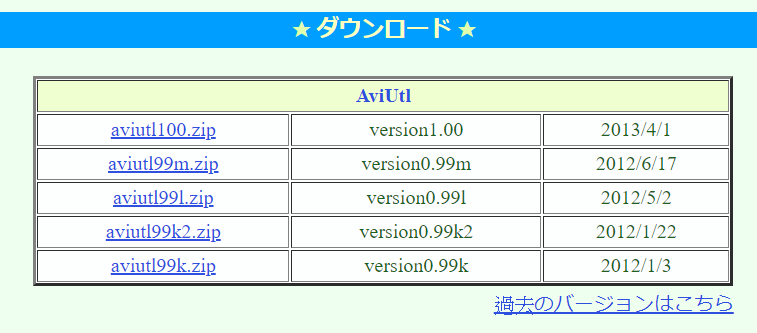 ★ ダウンロード ★
AviUtl
aviutl100.zip version1.00 2013/4/1
aviutl99m.zip version0.99m 2012/6/17
aviutl99l.zip version0.99l 2012/5/2
aviutl99k2.zip version0.99k2 2012/1/22
aviutl99k.zip version0.99k 2012/1/3
過去のバージョンはこちら